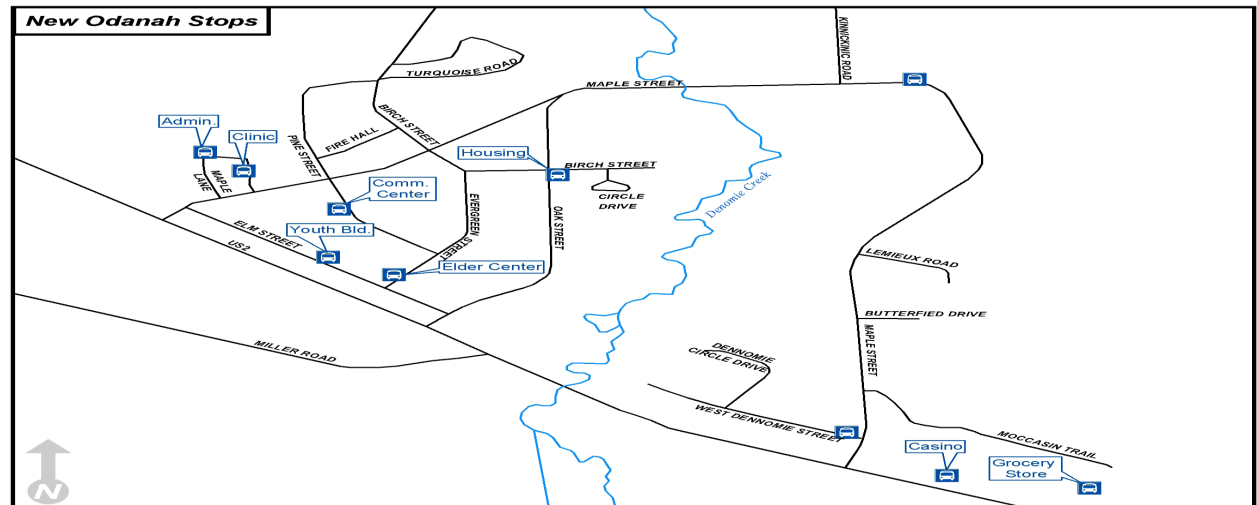 New Odanah Stops
KINNICKINIC ROAD
TURQUOISE ROAD
MAPLE STREET
Admin.
Clinic
BIRCH STREET
FIRE HALL
PINE STREET
Housing
BIRCH STREET
MAPLE
LANE
Comm.
Center
CIRCLE
DRIVE
Denomie Creek
EVERGREEN STREET
OAK STREET
ELM STREET
Youth Bld.
US2
Elder Center
LEMIEUX ROAD
BUTTERFIED DRIVE
MAPLE STREET
MILLER ROAD
DENNOMIE
CIRCLE DRIVE
WEST DENNOMIE STREET
MOCCASIN TRAIL
Casino
Grocery
Store
N